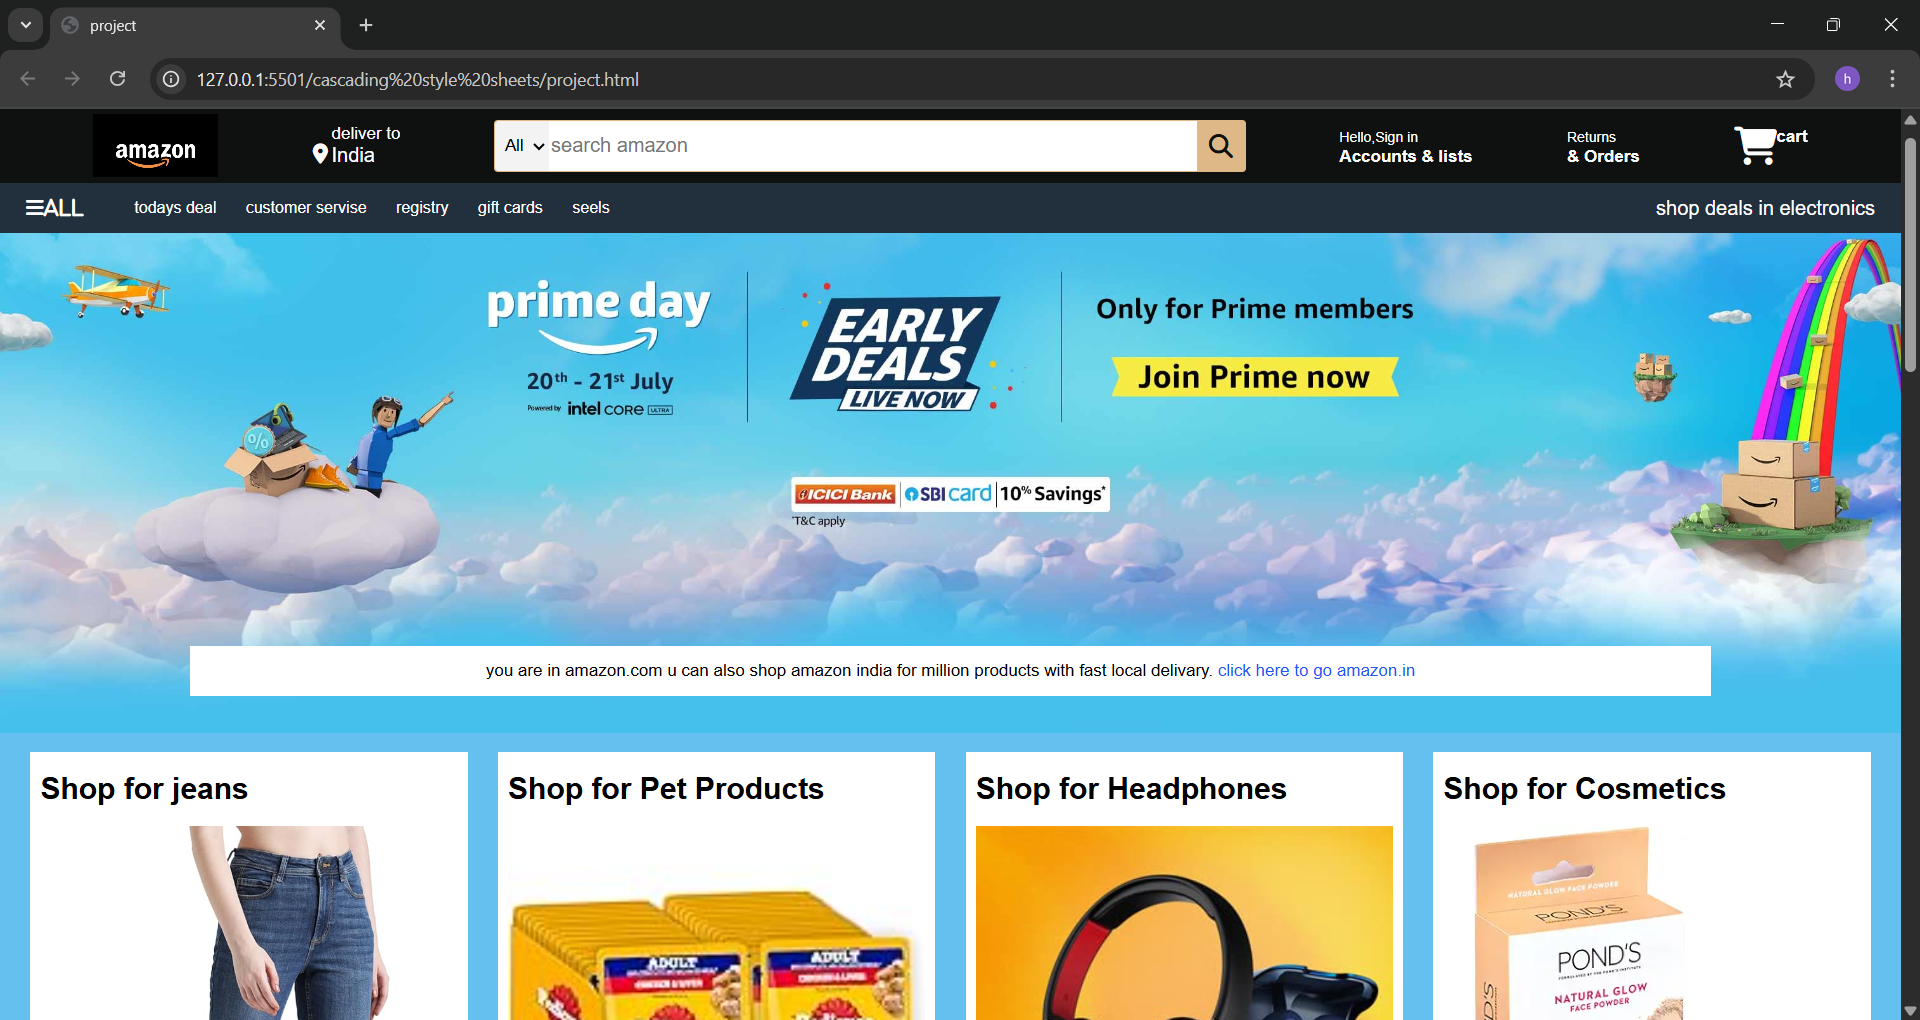 project
127.0.0.1:5501/cascading%20style%20sheets/project.html
h
amazon
deliver to
India
All
search amazon
Hello,Sign in
Accounts & lists
Returns
& Orders
cart
ALL
todays deal
customer servise
registry
gift cards
seels
shop deals in electronics
prime day
20th - 21st July
Powered by intel CORE ULTRA
EARLY
DEALS
LIVE NOW
Only for Prime members
Join Prime now
%
ICICI Bank
SBI card
10% Savings*
*T&C apply
you are in amazon.com u can also shop amazon india for million products with fast local delivary. click here to go amazon.in
Shop for jeans
Shop for Pet Products
Shop for Headphones
Shop for Cosmetics
ADULT
ADULT
NATURAL GLOW FACE POWDER
POND'S
POND'S
NATURAL GLOW
FACE POWDER